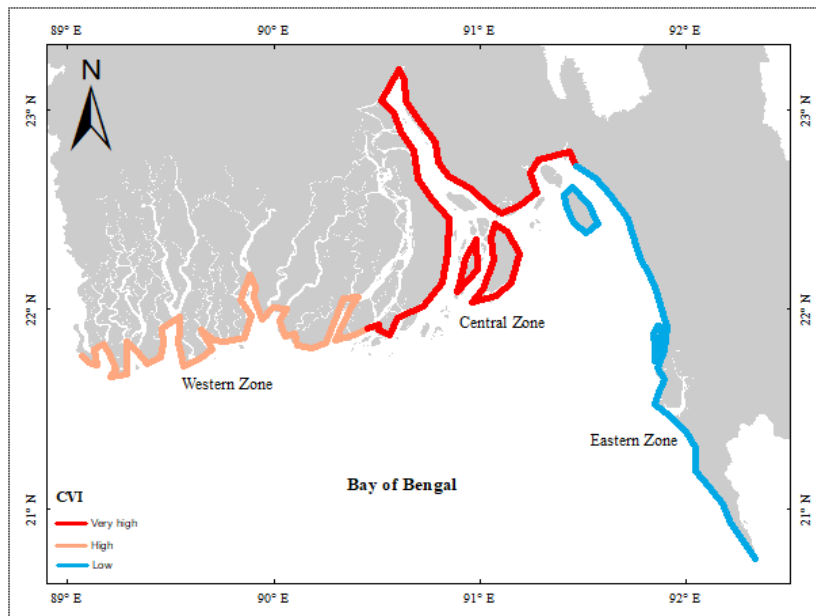 89° E 90° E 91° E 92° E
N
23° N 23° N
22° N 22° N
Central Zone
Western Zone
Eastern Zone
Bay of Bengal
CVI
21° N 21° N
Very high
High
Low
89° E 90° E 91° E 92° E